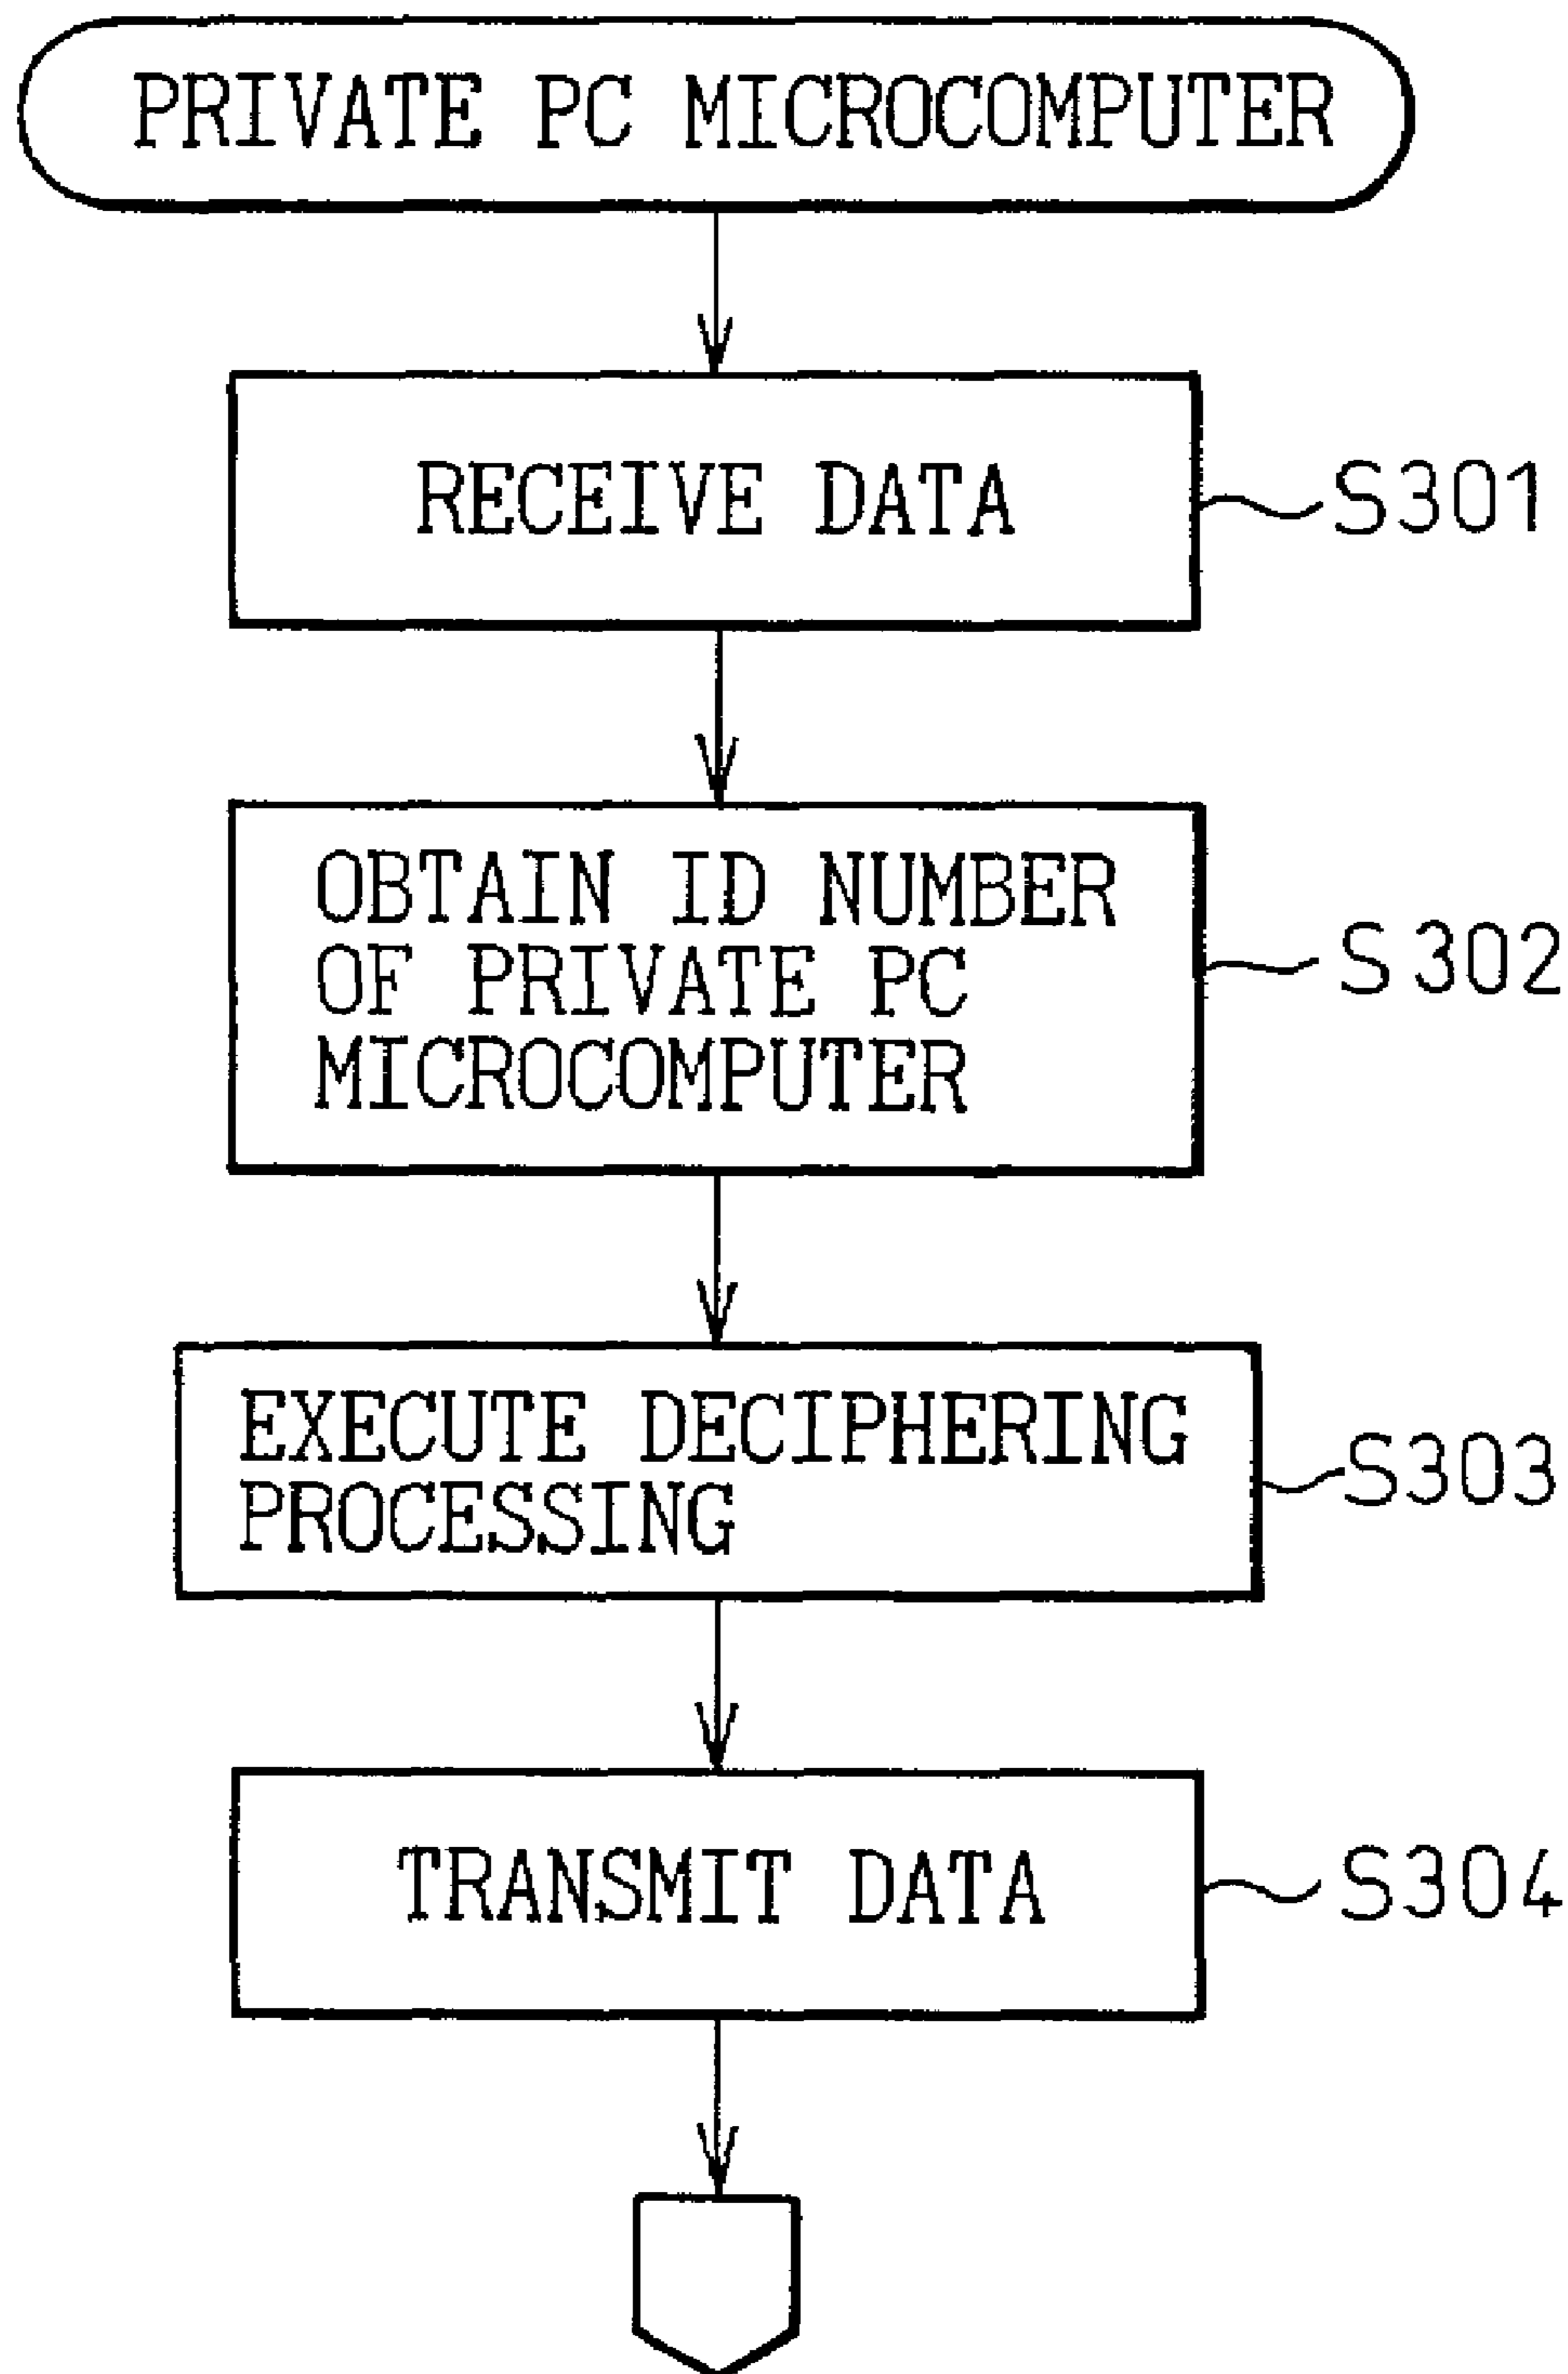 PRIVATE PC MICROCOMPUTER
RECEIVE DATA
S301
OBTAIN ID NUMBER
OF PRIVATE PC
MICROCOMPUTER
S302
EXECUTE DECIPHERING
PROCESSING
S303
TRANSMIT DATA
S304